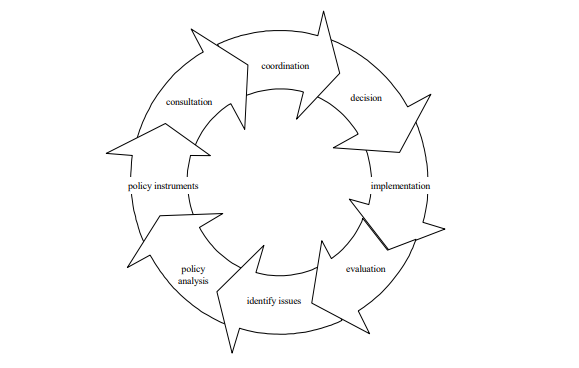 coordination
decision
consultation
policy instruments
implementation
policy
analysis
evaluation
identify issues